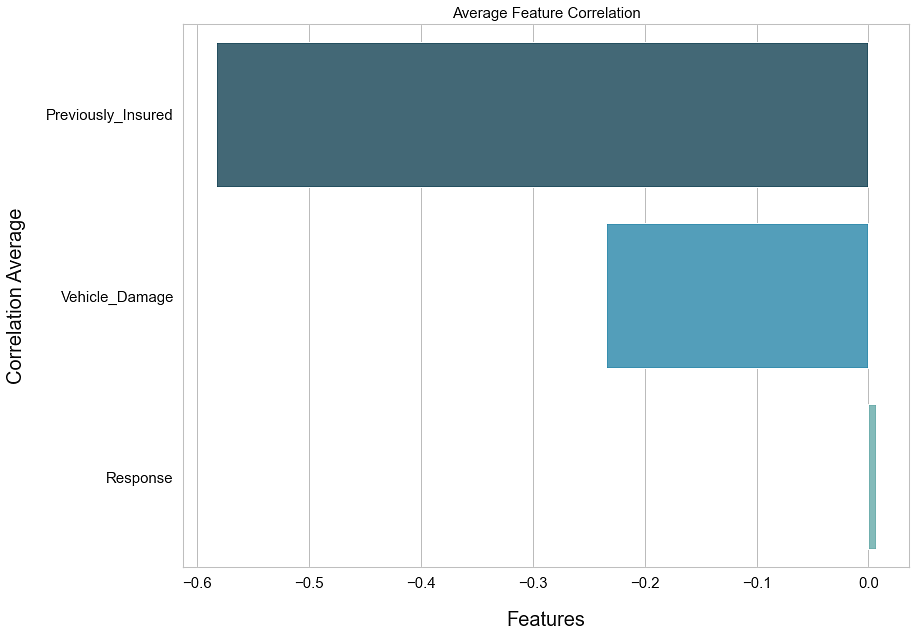 Average Feature Correlation
Correlation Average
Previously_Insured
Vehicle_Damage
Response
−0.6 −0.5 −0.4 −0.3 −0.2 −0.1 0.0
Features